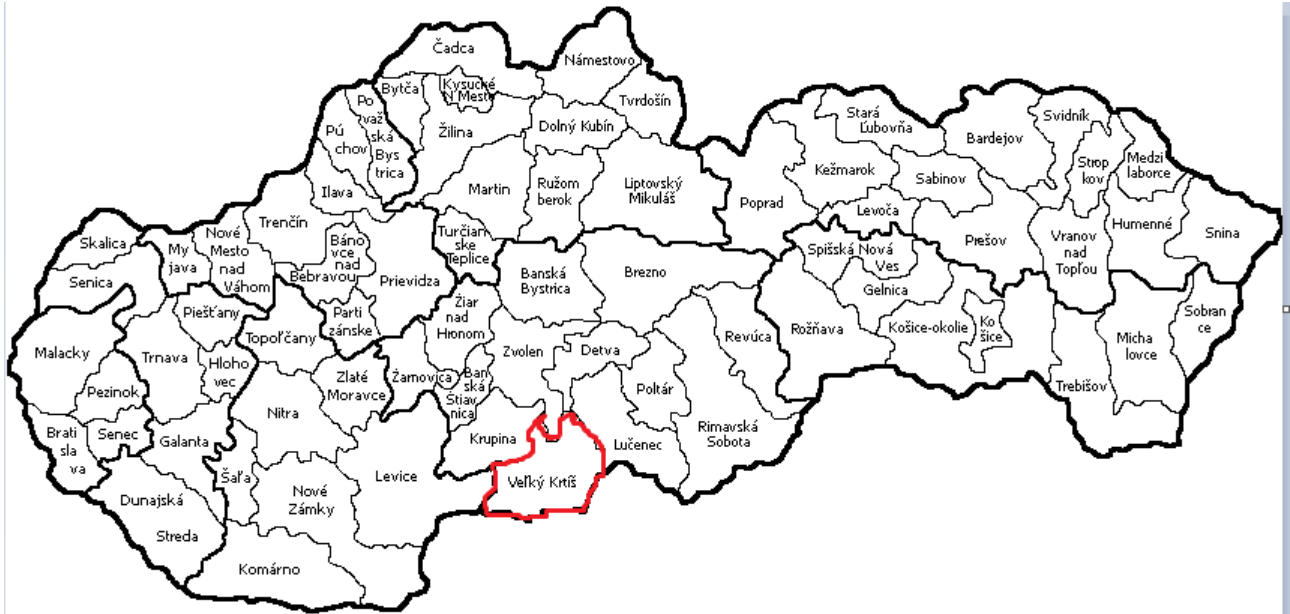 Čadca
Námestovo
Kysucké
N Mesto
Bytča
Tvrdošín
Po
važ
ská
Bys
trica
Pú
chov
Žilina
Dolný Kubín
Stará
Ľubovňa
Bardejov
Svidník
Strop
kov
Medzi
laborce
Ilava
Martin
Ružom
berok
Liptovský
Mikuláš
Poprad
Kežmarok
Sabinov
Levoča
Prešov
Vranov
nad
Topľou
Humenné
Snina
Skalica
Senica
My
java
Nové
Mesto
nad
Váhom
Trenčín
Báno
vce nad
Bebravou
Prievidza
Turčian
ske
Teplice
Banská
Bystrica
Brezno
Spišská Nová
Ves
Gelnica
Rožňava
Košice-okolie
Ko
šice
Micha
lovce
Sobran
ce
Trebišov
Malacky
Pezinok
Senec
Brati
sla
va
Trnava
Piešťany
Hloho
vec
Galanta
Dunajská
Streda
Topoľčany
Parti
zánske
Žiar
nad
Hronom
Žarnovica
Ban
ská
Štiav
nica
Zvolen
Detva
Poltár
Revúca
Zlaté
Moravce
Nitra
Šaľa
Nové
Zámky
Levice
Krupina
Veľký Krtíš
Lučenec
Rimavská
Sobota
Komárno